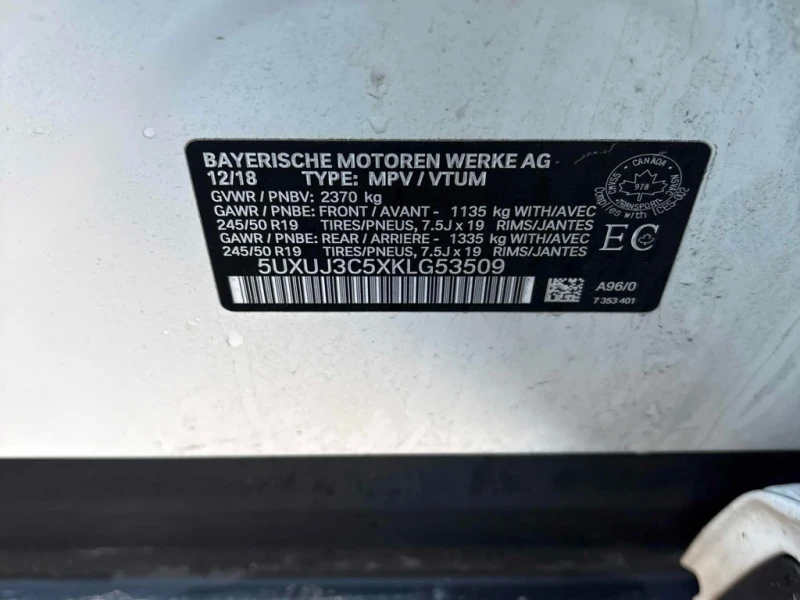 BAYERISCHE MOTOREN WERKE AG
12/18 TYPE: MPV / VTUM
GVWR / PNBV: 2370 kg
GAWR / PNBE: FRONT / AVANT - 1135 kg WITH/AVEC
245/50 R19 TIRES/PNEUS, 7.5J x 19 RIMS/JANTES
GAWR / PNBE: REAR / ARRIERE - 1335 kg WITH/AVEC
245/50 R19 TIRES/PNEUS, 7.5J x 19 RIMS/JANTES
5UXUJ3C5XKLG53509
CANADA
978
TRANSPORT
Complies with
EC
A96/0
7 353 401